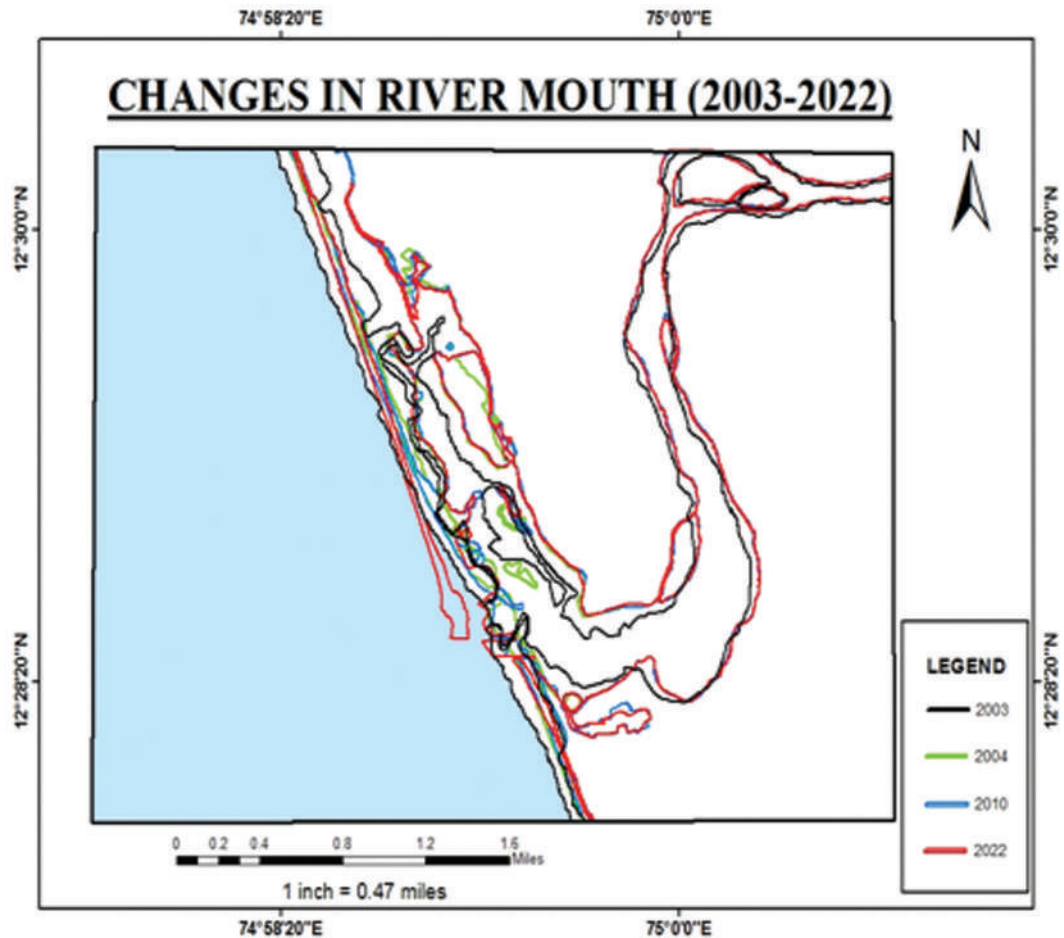 74°58'20"E 75°0'0"E
CHANGES IN RIVER MOUTH (2003-2022)
N
12°30'0"N 12°30'0"N
12°28'20"N 12°28'20"N
LEGEND
2003
2004
2010
2022
0 0.2 0.4 0.8 1.2 1.6
Miles
1 inch = 0.47 miles
74°58'20"E 75°0'0"E